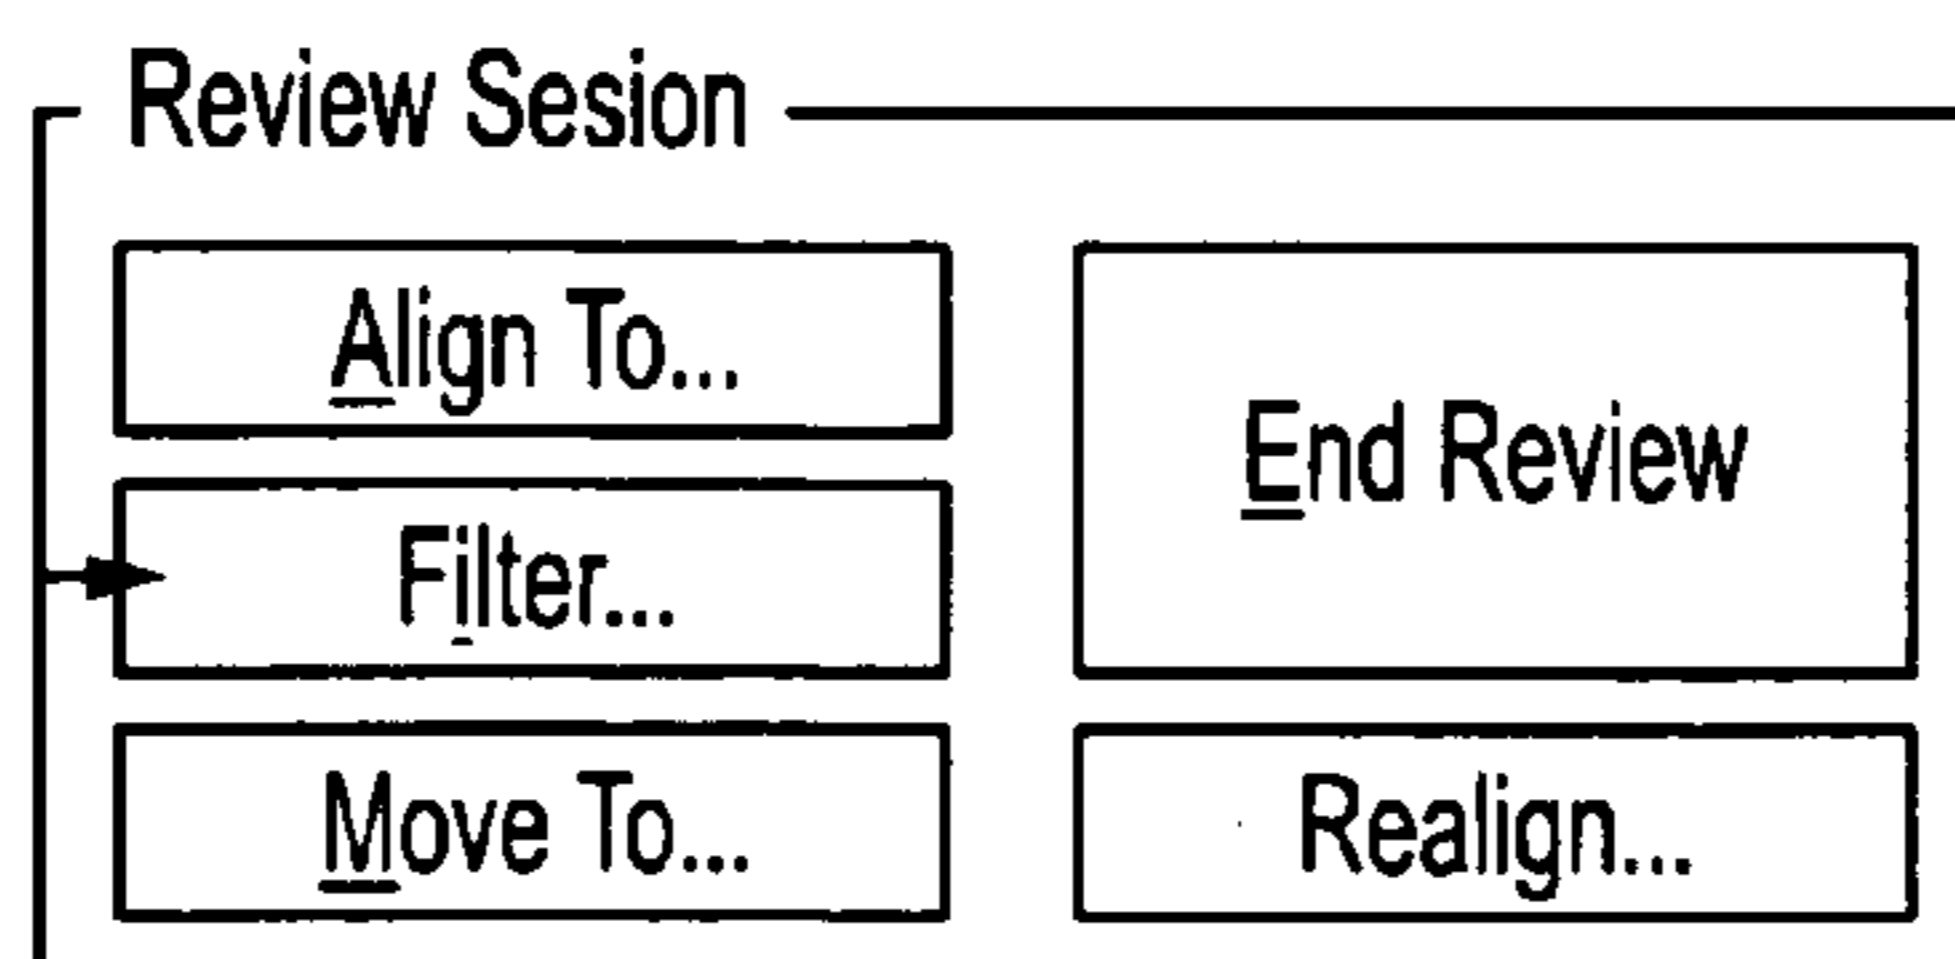 Review Sesion
Align To...
End Review
Filter...
Move To...
Realign...